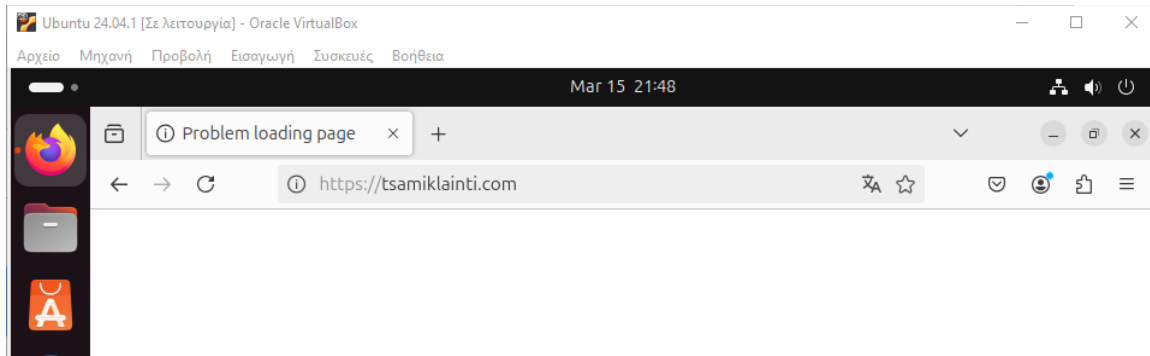 Ubuntu 24.04.1 [Σε λειτουργία] - Oracle VirtualBox
Αρχείο Μηχανή Προβολή Εισαγωγή Συσκευές Βοήθεια
Mar 15 21:48
Problem loading page
https://tsamiklainti.com